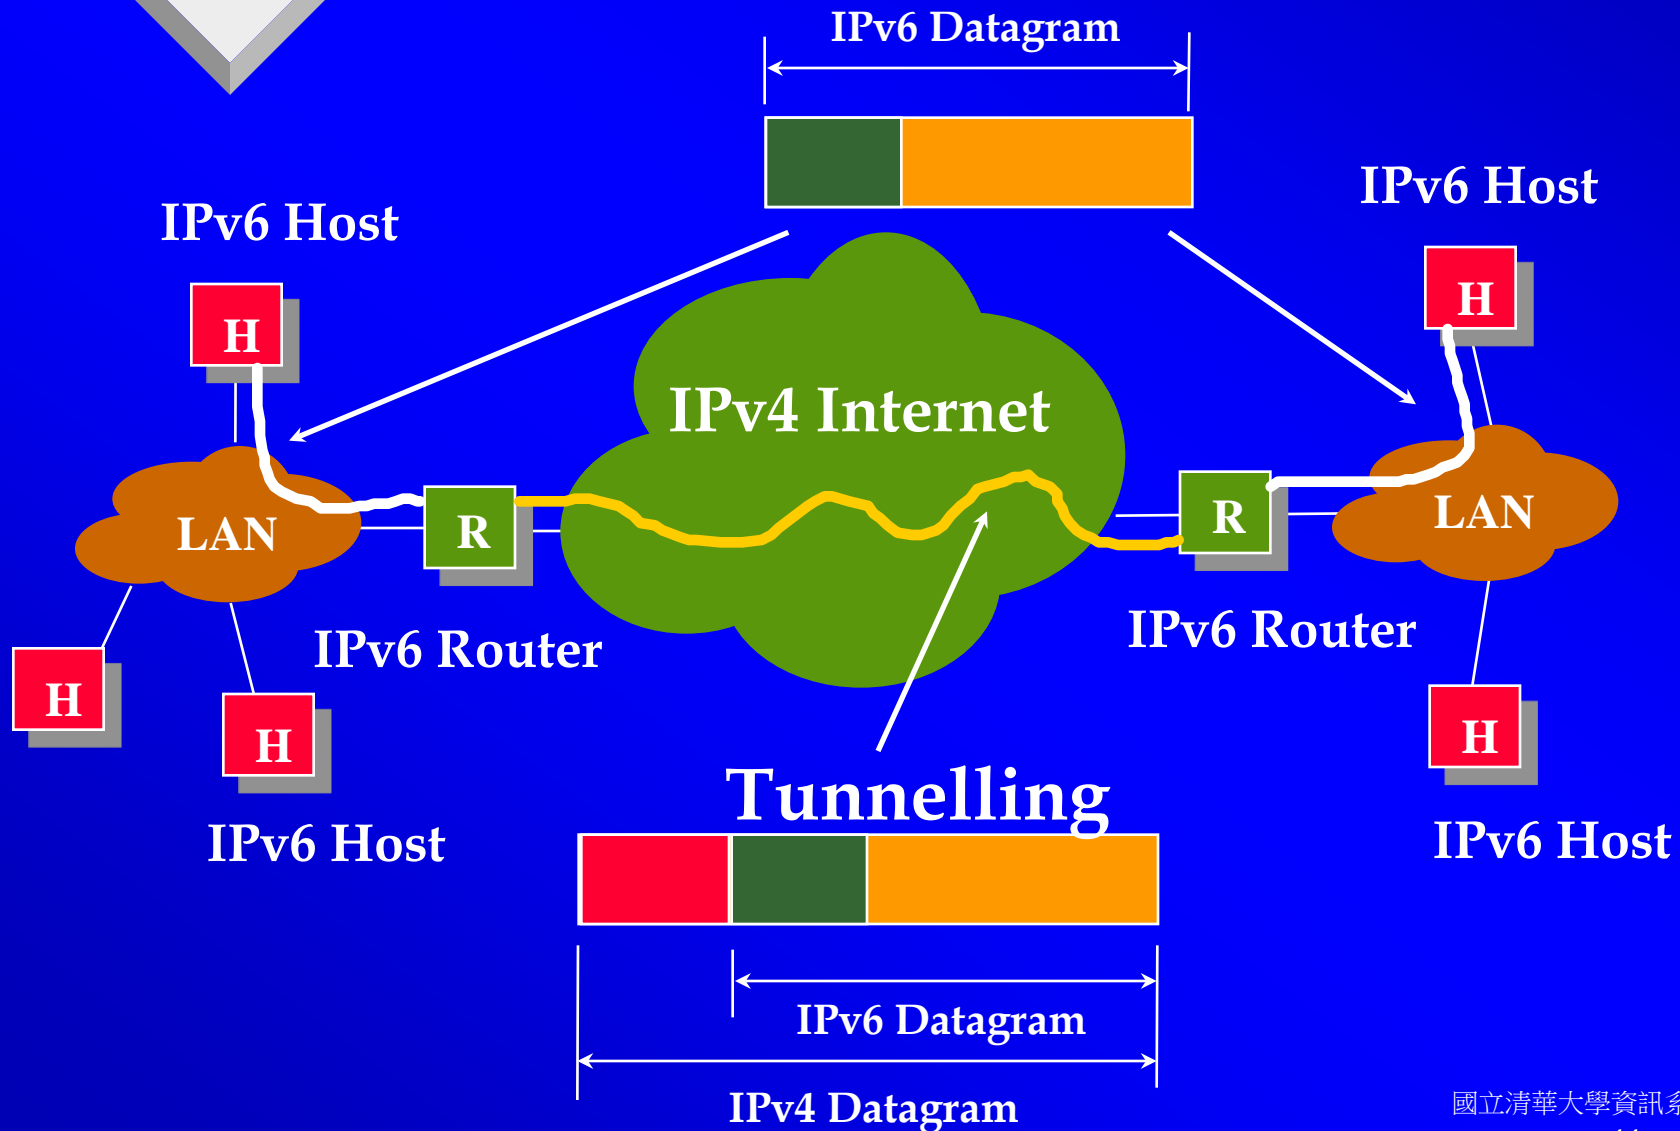 IPv6 Datagram
IPv6 Host
IPv6 Host
H
H
IPv4 Internet
LAN
R
R
LAN
IPv6 Router
IPv6 Router
H
H
H
Tunnelling
IPv6 Host
IPv6 Host
IPv6 Datagram
IPv4 Datagram
國立清華大學資訊系